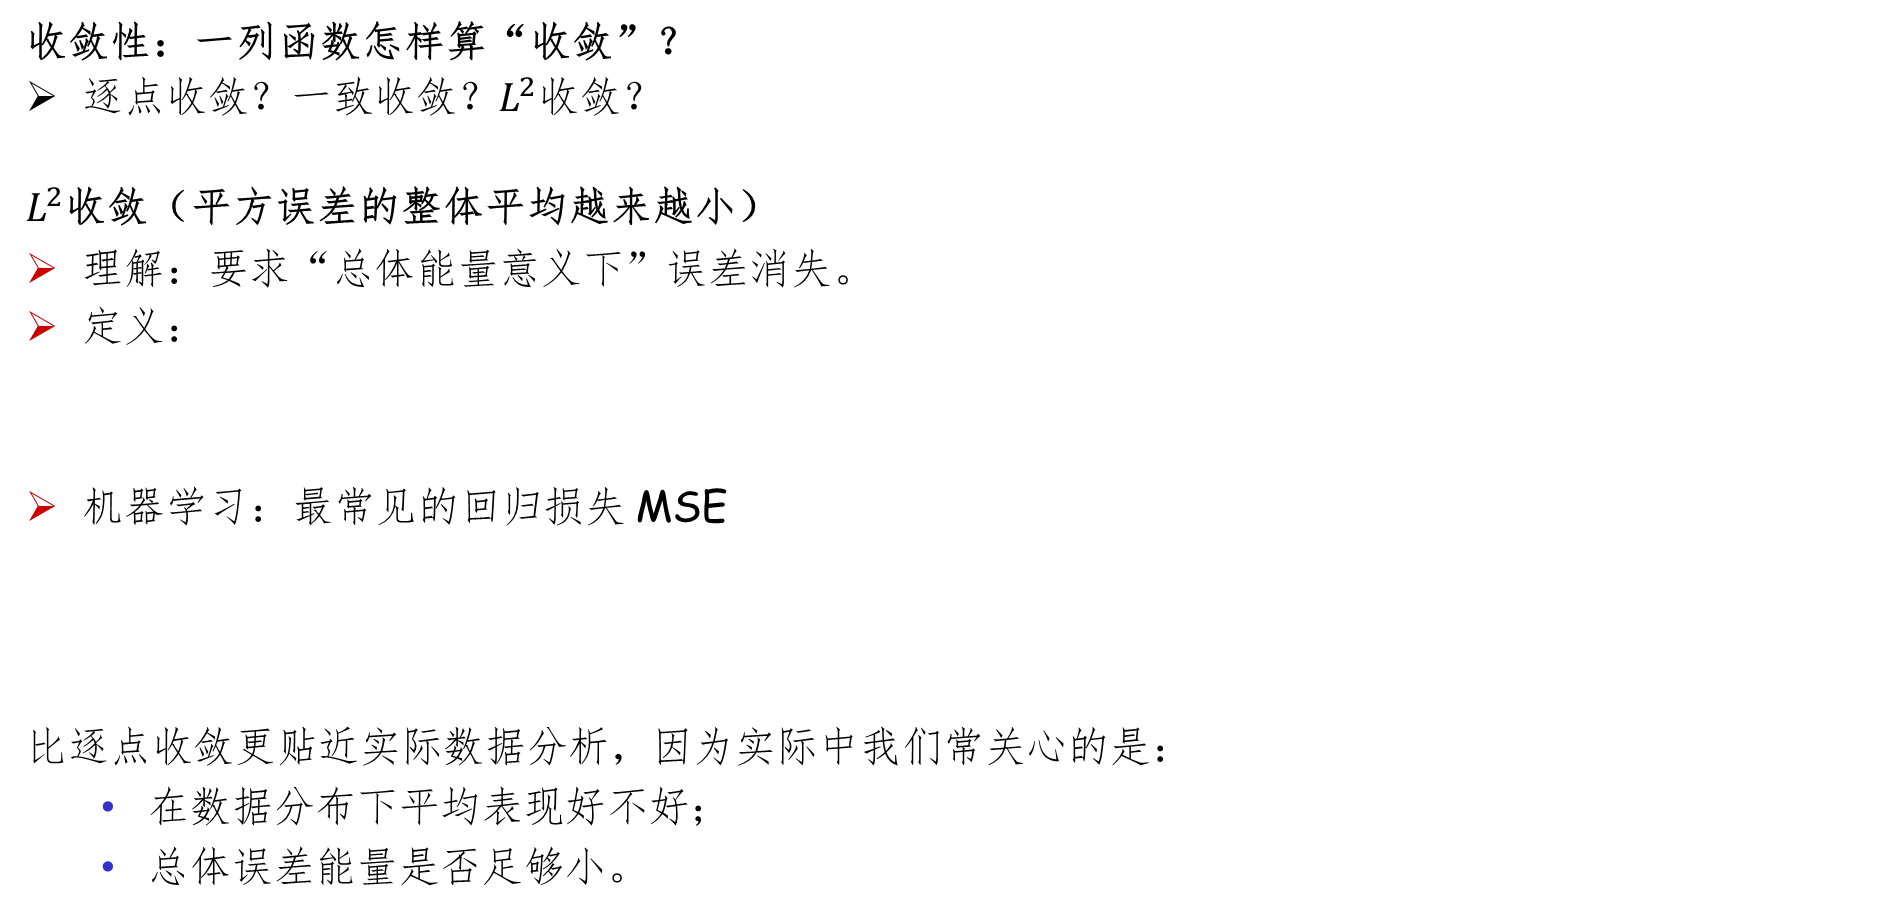 收敛性：一列函数怎样算“收敛”？
➢ 逐点收敛？一致收敛？L²收敛？
L²收敛（平方误差的整体平均越来越小）
➢ 理解：要求“总体能量意义下”误差消失。
➢ 定义：
➢ 机器学习：最常见的回归损失 MSE
比逐点收敛更贴近实际数据分析，因为实际中我们常关心的是：
• 在数据分布下平均表现好不好；
• 总体误差能量是否足够小。